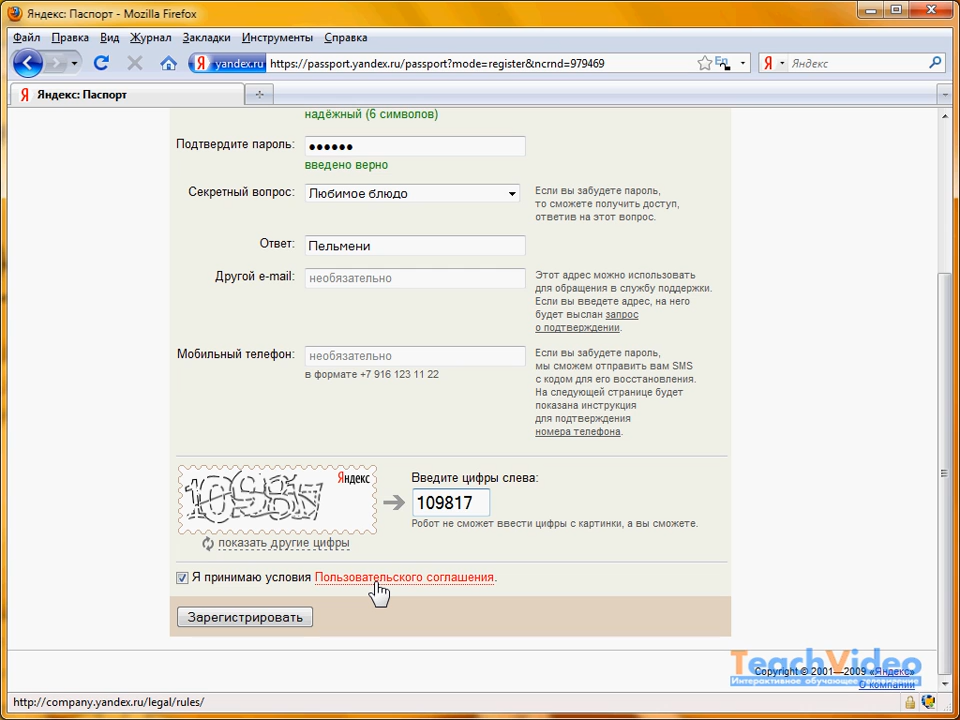 Яндекс: Паспорт - Mozilla Firefox
Файл Правка Вид Журнал Закладки Инструменты Справка
Я yandex.ru https://passport.yandex.ru/passport?mode=register&ncrnd=979469 Я Яндекс
Я Яндекс: Паспорт
надёжный (6 символов)
Подтвердите пароль:
введено верно
Секретный вопрос: Любимое блюдо
Если вы забудете пароль,
то сможете получить доступ,
ответив на этот вопрос.
Ответ: Пельмени
Другой e-mail: необязательно
Этот адрес можно использовать
для обращения в службу поддержки.
Если вы введете адрес, на него
будет выслан запрос
о подтверждении.
Мобильный телефон: необязательно
в формате +7 916 123 11 22
Если вы забудете пароль,
мы сможем отправить вам SMS
с кодом для его восстановления.
На следующей странице будет
показана инструкция
для подтверждения
номера телефона.
Яндекс
показать другие цифры
Введите цифры слева:
109817
Робот не сможет ввести цифры с картинки, а вы сможете.
Я принимаю условия Пользовательского соглашения.
Зарегистрировать
TeachVideo
Интерактивное обучающее телевидение
Copyright © 2001—2009 «Яндекс»
О компании
http://company.yandex.ru/legal/rules/